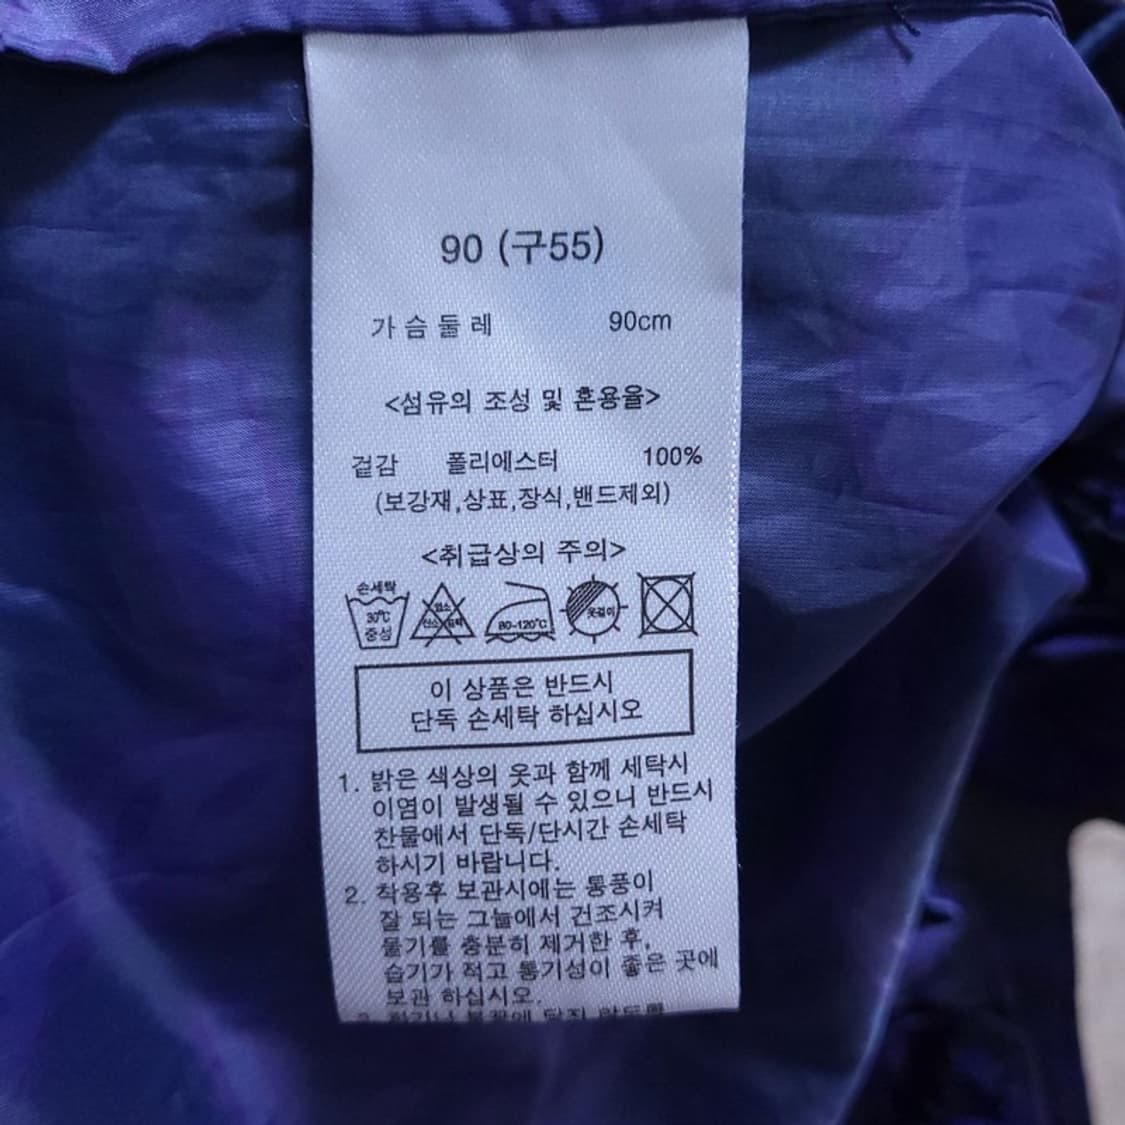 90 (구55)
가슴둘레 90cm
<섬유의 조성 및 혼용율>
겉감 폴리에스터 100%
(보강재,상표,장식,밴드제외)
<취급상의 주의>
손세탁
30℃
중성
염소
산소
80~120℃
옷걸이
이 상품은 반드시
단독 손세탁 하십시오
1. 밝은 색상의 옷과 함께 세탁시
이염이 발생될 수 있으니 반드시
찬물에서 단독/단시간 손세탁
하시기 바랍니다.
2. 착용후 보관시에는 통풍이
잘 되는 그늘에서 건조시켜
물기를 충분히 제거한 후,
습기가 적고 통기성이 좋은 곳에
보관 하십시오.